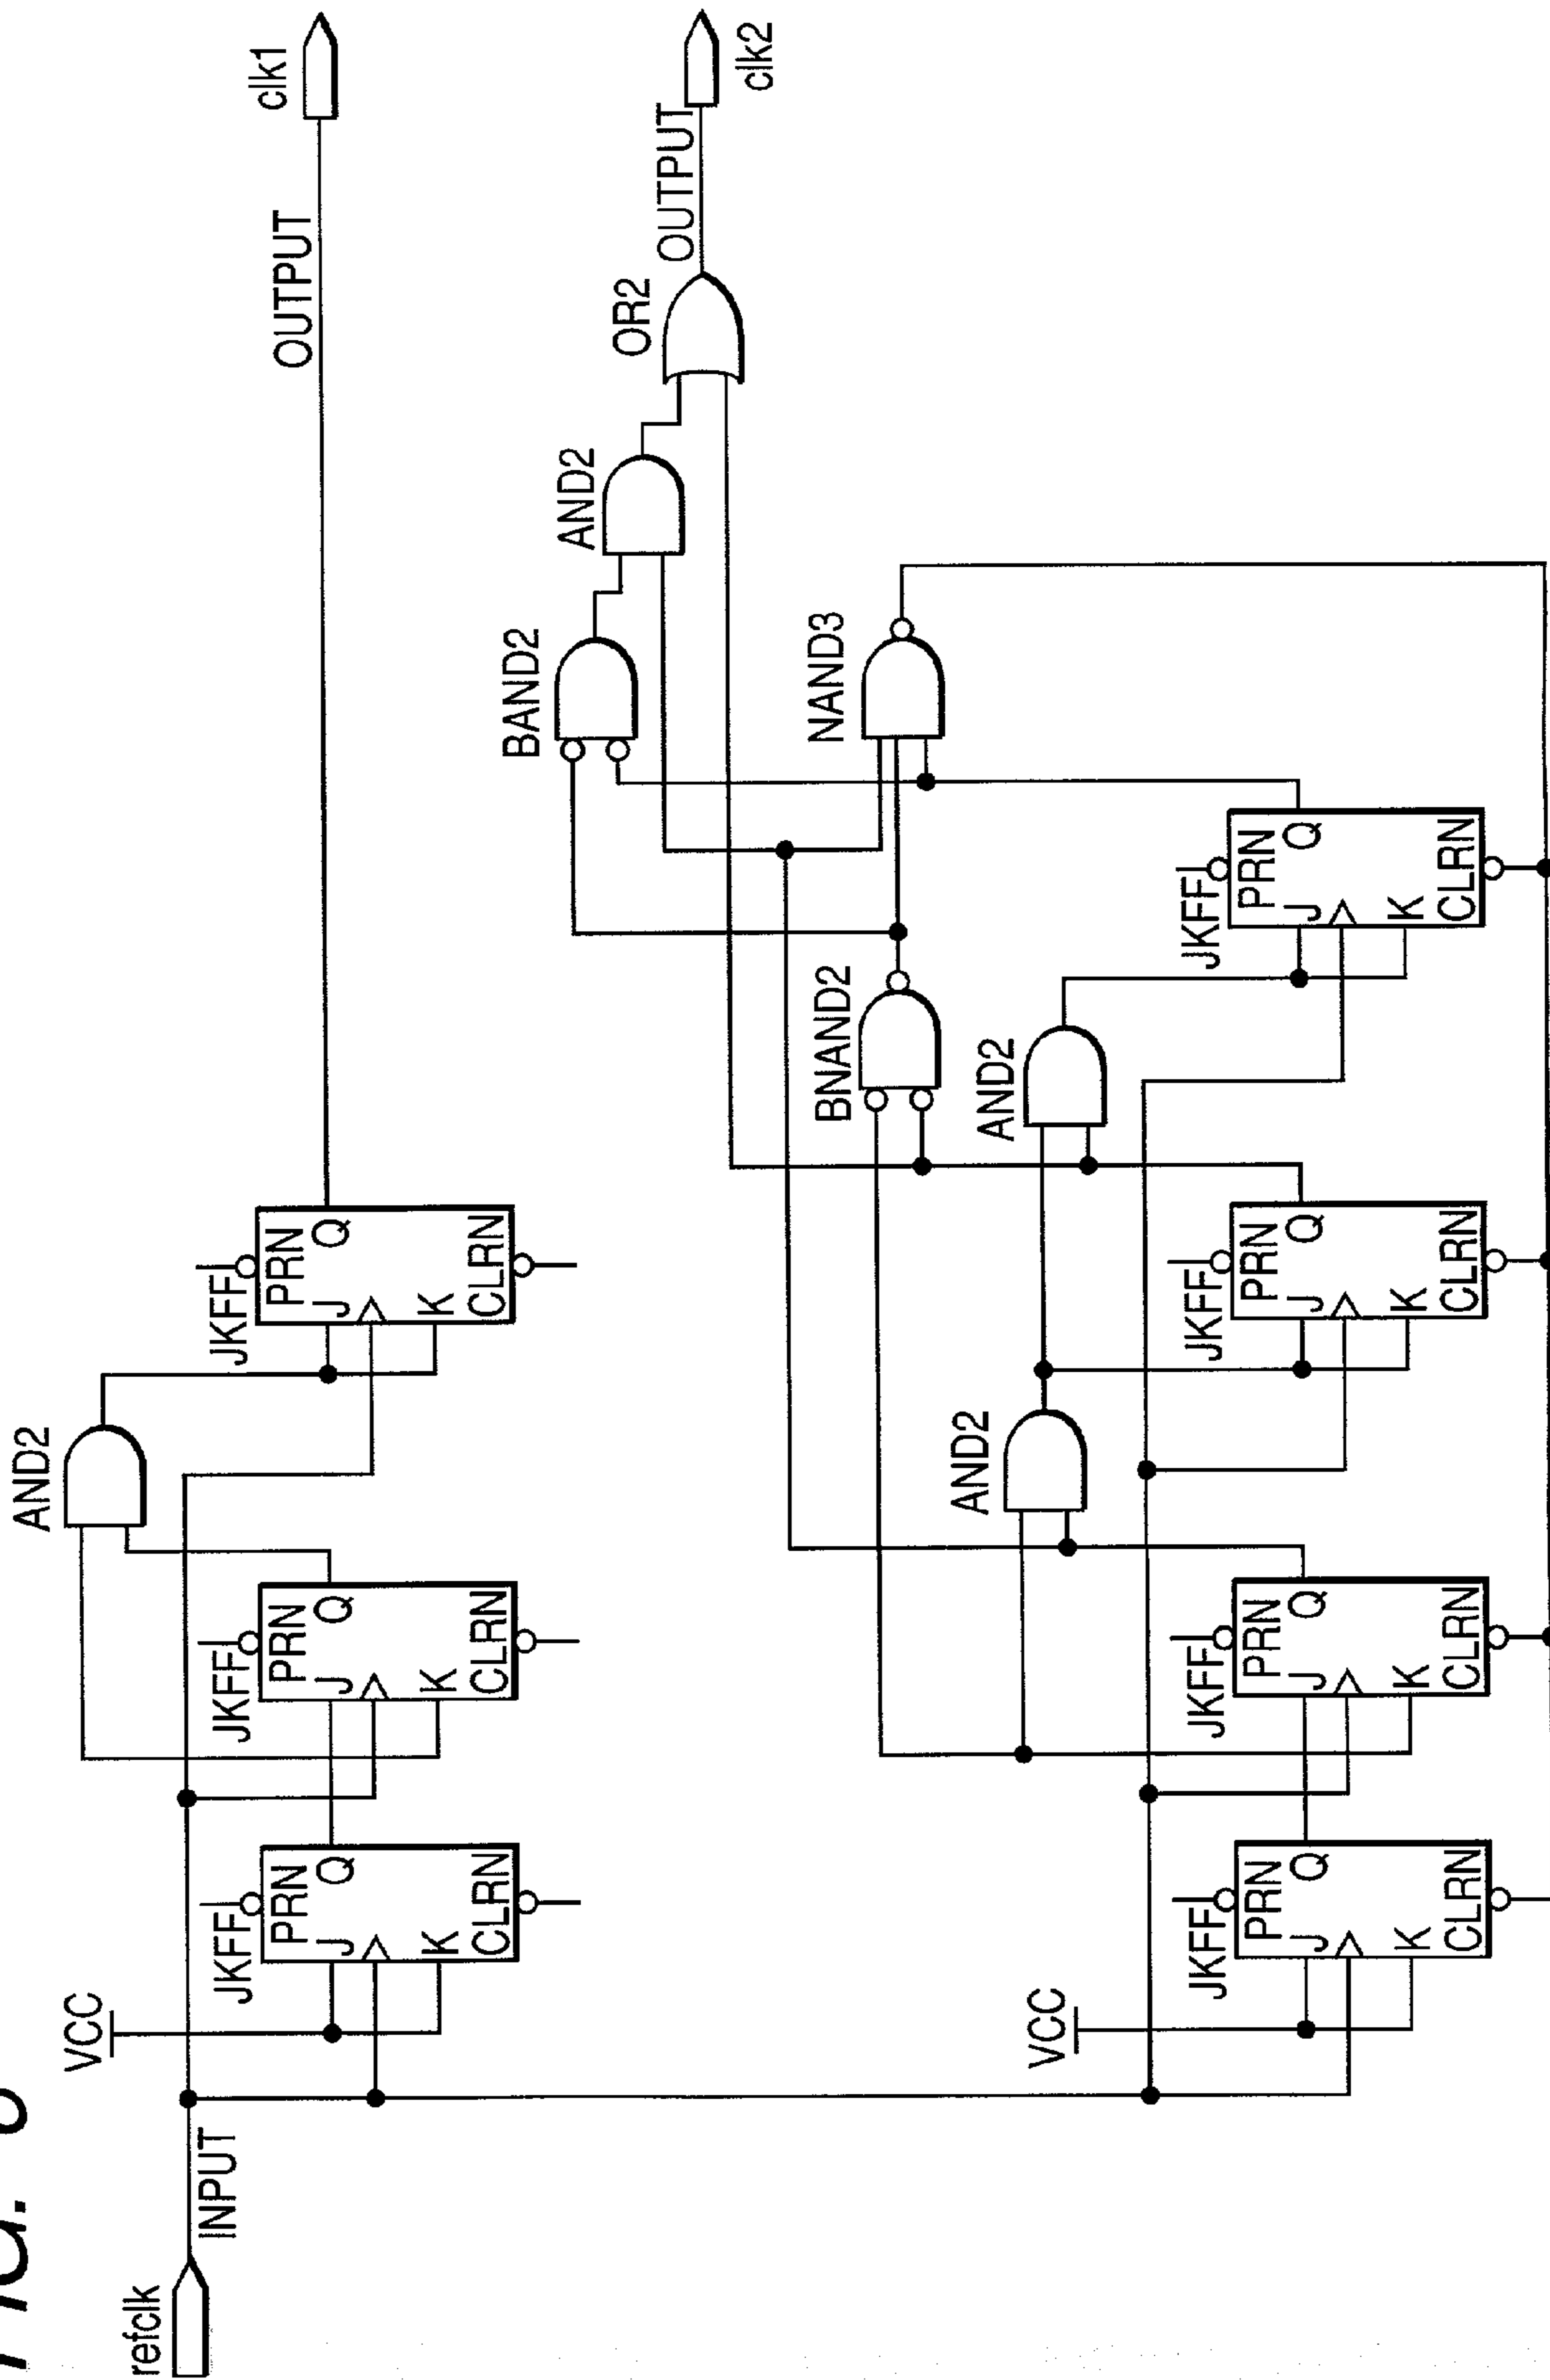 FIG.
refclk
INPUT
VCC
JKFF
PRN
J Q
K
CLRN
JKFF
PRN
J Q
K
CLRN
AND2
JKFF
PRN
J Q
K
CLRN
OUTPUT
clk1
BAND2
AND2
OR2
OUTPUT
clk2
BNAND2
NAND3
AND2
AND2
VCC
JKFF
PRN
J Q
K
CLRN
JKFF
PRN
J Q
K
CLRN
JKFF
PRN
J Q
K
CLRN
JKFF
PRN
J Q
K
CLRN